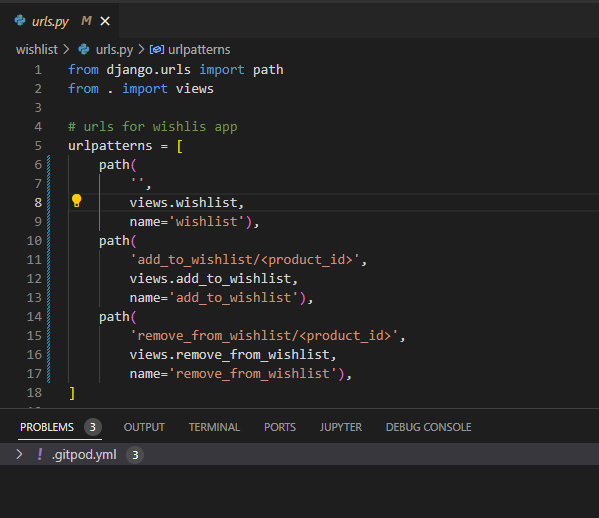 urls.py M
wishlist > urls.py > urlpatterns
1 from django.urls import path
2 from . import views
3
4 # urls for wishlis app
5 urlpatterns = [
6 path(
7 '',
8 views.wishlist,
9 name='wishlist'),
10 path(
11 'add_to_wishlist/<product_id>',
12 views.add_to_wishlist,
13 name='add_to_wishlist'),
14 path(
15 'remove_from_wishlist/<product_id>',
16 views.remove_from_wishlist,
17 name='remove_from_wishlist'),
18 ]
PROBLEMS 3 OUTPUT TERMINAL PORTS JUPYTER DEBUG CONSOLE
> ! .gitpod.yml 3